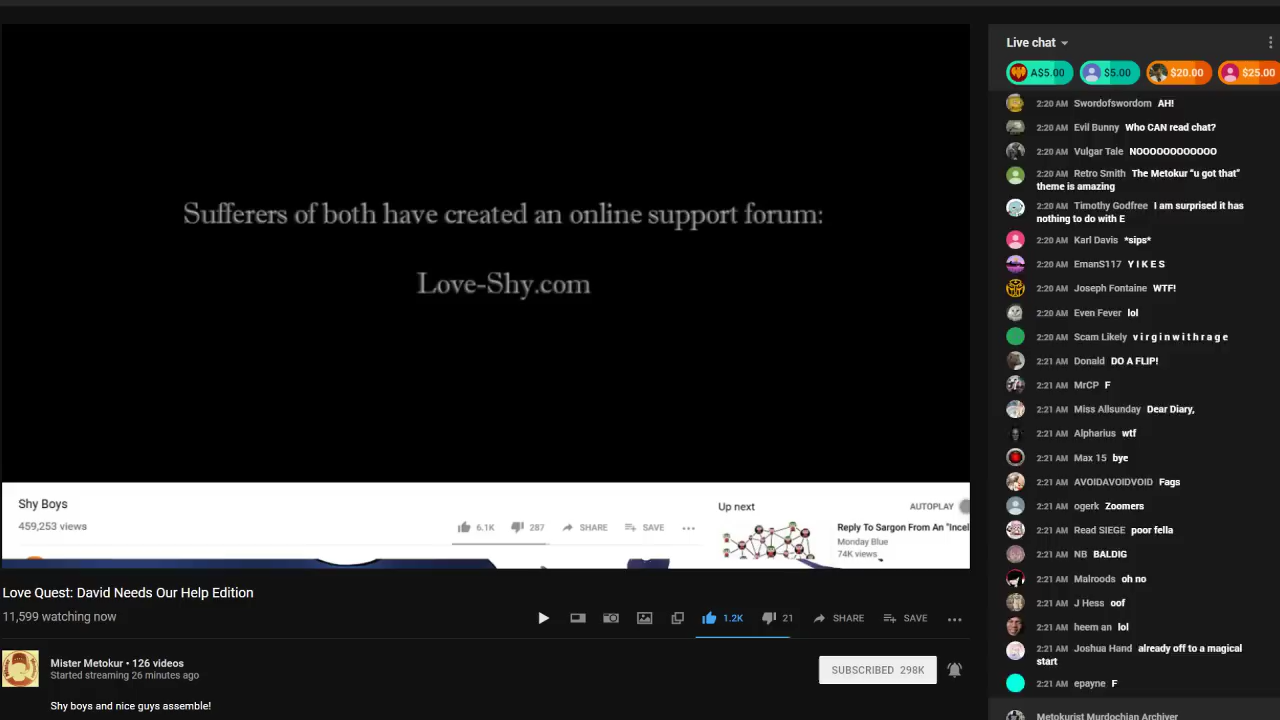 Sufferers of both have created an online support forum:
Love-Shy.com
Shy Boys
459,253 views
6.1K 287 SHARE SAVE
Up next
AUTOPLAY
Reply To Sargon From An "Incel
Monday Blue
74K views
Love Quest: David Needs Our Help Edition
11,599 watching now
1.2K 21 SHARE SAVE
Mister Metokur • 126 videos
Started streaming 26 minutes ago
SUBSCRIBED 298K
Shy boys and nice guys assemble!
Live chat
A$5.00 $5.00 $20.00 $25.00
2:20 AM Swordofswordom AH!
2:20 AM Evil Bunny Who CAN read chat?
2:20 AM Vulgar Tale NOOOOOOOOOOOO
2:20 AM Retro Smith The Metokur "u got that"
theme is amazing
2:20 AM Timothy Godfree I am surprised it has
nothing to do with E
2:20 AM Karl Davis *sips*
2:20 AM EmanS117 Y I K E S
2:20 AM Joseph Fontaine WTF!
2:20 AM Even Fever lol
2:20 AM Scam Likely v i r g i n w i t h r a g e
2:21 AM Donald DO A FLIP!
2:21 AM MrCP F
2:21 AM Miss Allsunday Dear Diary,
2:21 AM Alpharius wtf
2:21 AM Max 15 bye
2:21 AM AVOIDAVOIDVOID Fags
2:21 AM ogerk Zoomers
2:21 AM Read SIEGE poor fella
2:21 AM NB BALDIG
2:21 AM Malroods oh no
2:21 AM J Hess oof
2:21 AM heem an lol
2:21 AM Joshua Hand already off to a magical
start
2:21 AM epayne F
Metokurist Murdochian Archiver